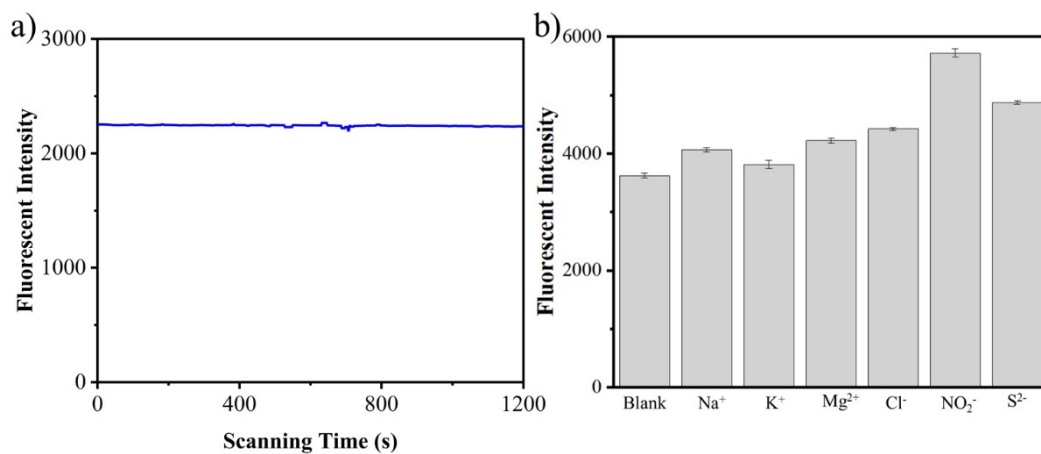 a)
3000
2000
1000
0
Fluorescent Intensity
0 400 800 1200
Scanning Time (s)
b)
6000
4000
2000
0
Fluorescent Intensity
Blank Na⁺ K⁺ Mg²⁺ Cl⁻ NO₂⁻ S²⁻